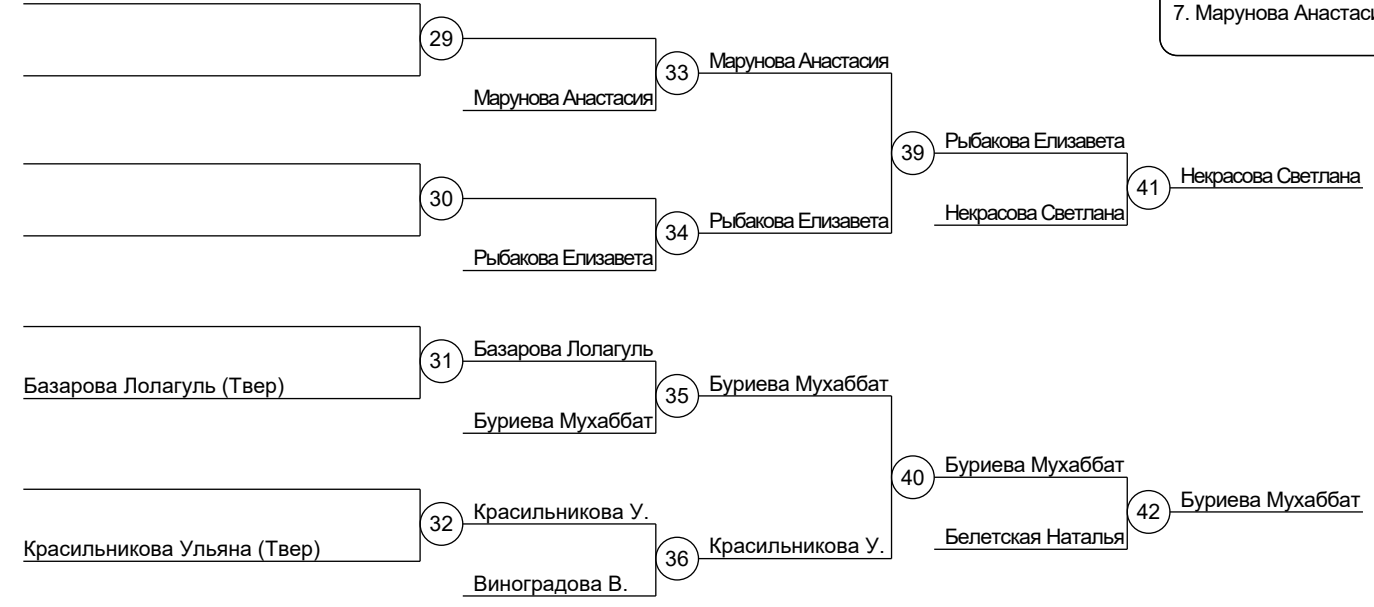 7. Марунова Анастаси
29
Марунова Анастасия
33
Марунова Анастасия
39
Рыбакова Елизавета
41
Некрасова Светлана
30
Рыбакова Елизавета
Некрасова Светлана
34
Рыбакова Елизавета
31
Базарова Лолагуль
Базарова Лолагуль (Твер)
35
Буриева Мухаббат
Буриева Мухаббат
40
Буриева Мухаббат
42
Буриева Мухаббат
32
Красильникова У.
Белетская Наталья
Красильникова Ульяна (Твер)
36
Красильникова У.
Виноградова В.